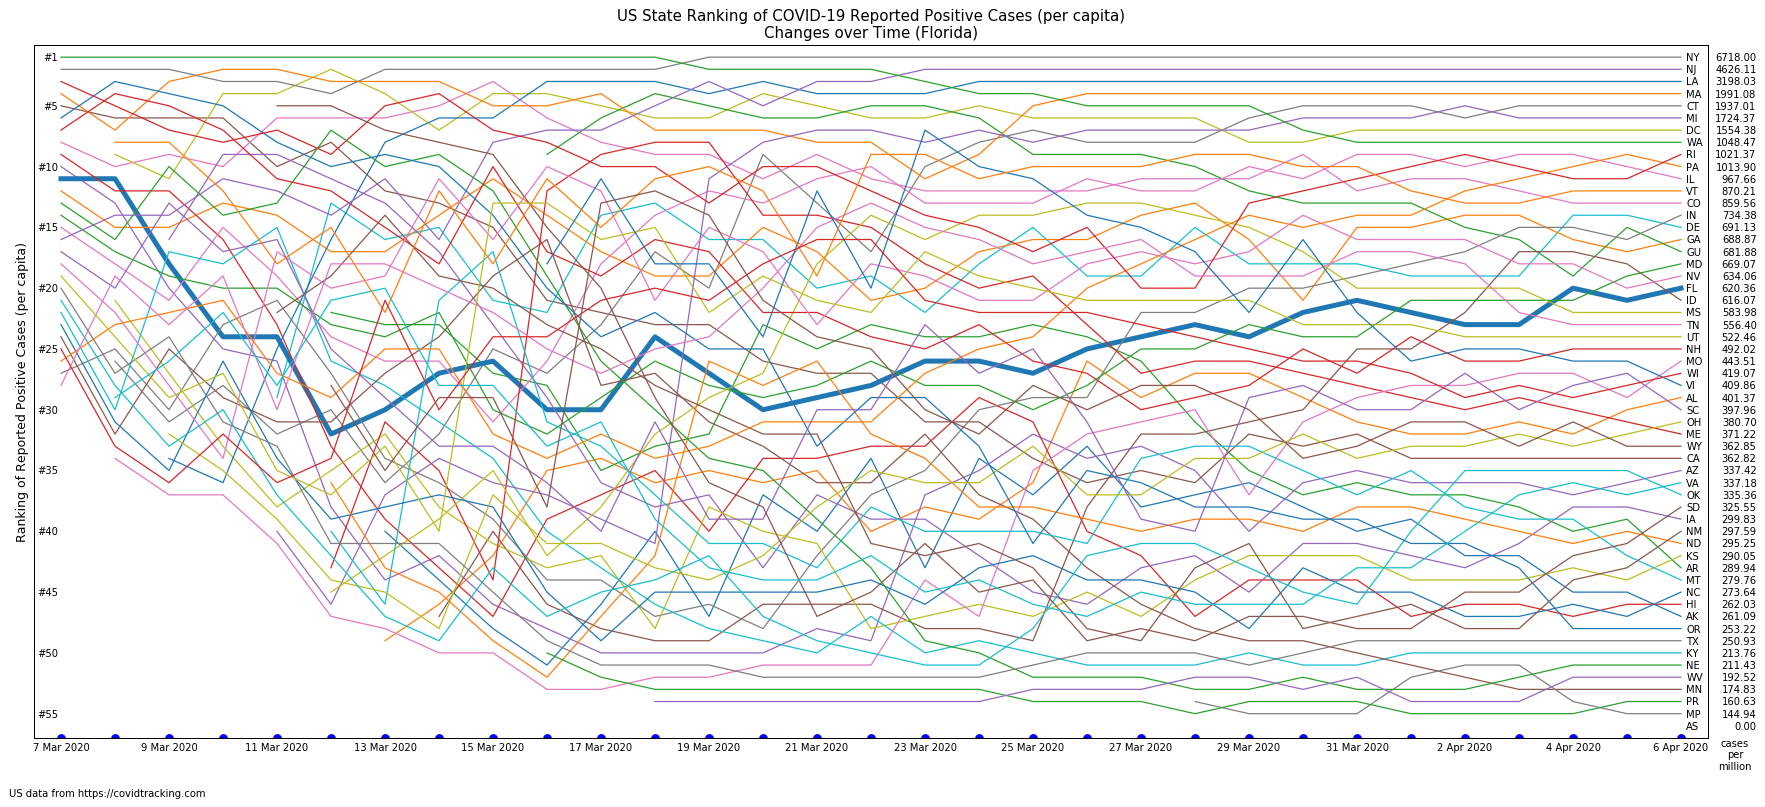 US State Ranking of COVID-19 Reported Positive Cases (per capita)
Changes over Time (Florida)
Ranking of Reported Positive Cases (per capita)
#1
#5
#10
#15
#20
#25
#30
#35
#40
#45
#50
#55
NY 6718.00
NJ 4626.11
LA 3198.03
MA 1991.08
CT 1937.01
MI 1724.37
DC 1554.38
WA 1048.47
RI 1021.37
PA 1013.90
IL 967.66
VT 870.21
CO 859.56
IN 734.38
DE 691.13
GA 688.87
GU 681.88
MD 669.07
NV 634.06
FL 620.36
ID 616.07
MS 583.98
TN 556.40
UT 522.46
NH 492.02
MO 443.51
WI 419.07
VI 409.86
AL 401.37
SC 397.96
OH 380.70
ME 371.22
WY 362.85
CA 362.82
AZ 337.42
VA 337.18
OK 335.36
SD 325.55
IA 299.83
NM 297.59
ND 295.25
KS 290.05
AR 289.94
MT 279.76
NC 273.64
HI 262.03
AK 261.09
OR 253.22
TX 250.93
KY 213.76
NE 211.43
WV 192.52
MN 174.83
PR 160.63
MP 144.94
AS 0.00
7 Mar 2020 9 Mar 2020 11 Mar 2020 13 Mar 2020 15 Mar 2020 17 Mar 2020 19 Mar 2020 21 Mar 2020 23 Mar 2020 25 Mar 2020 27 Mar 2020 29 Mar 2020 31 Mar 2020 2 Apr 2020 4 Apr 2020 6 Apr 2020
cases
per
million
US data from https://covidtracking.com